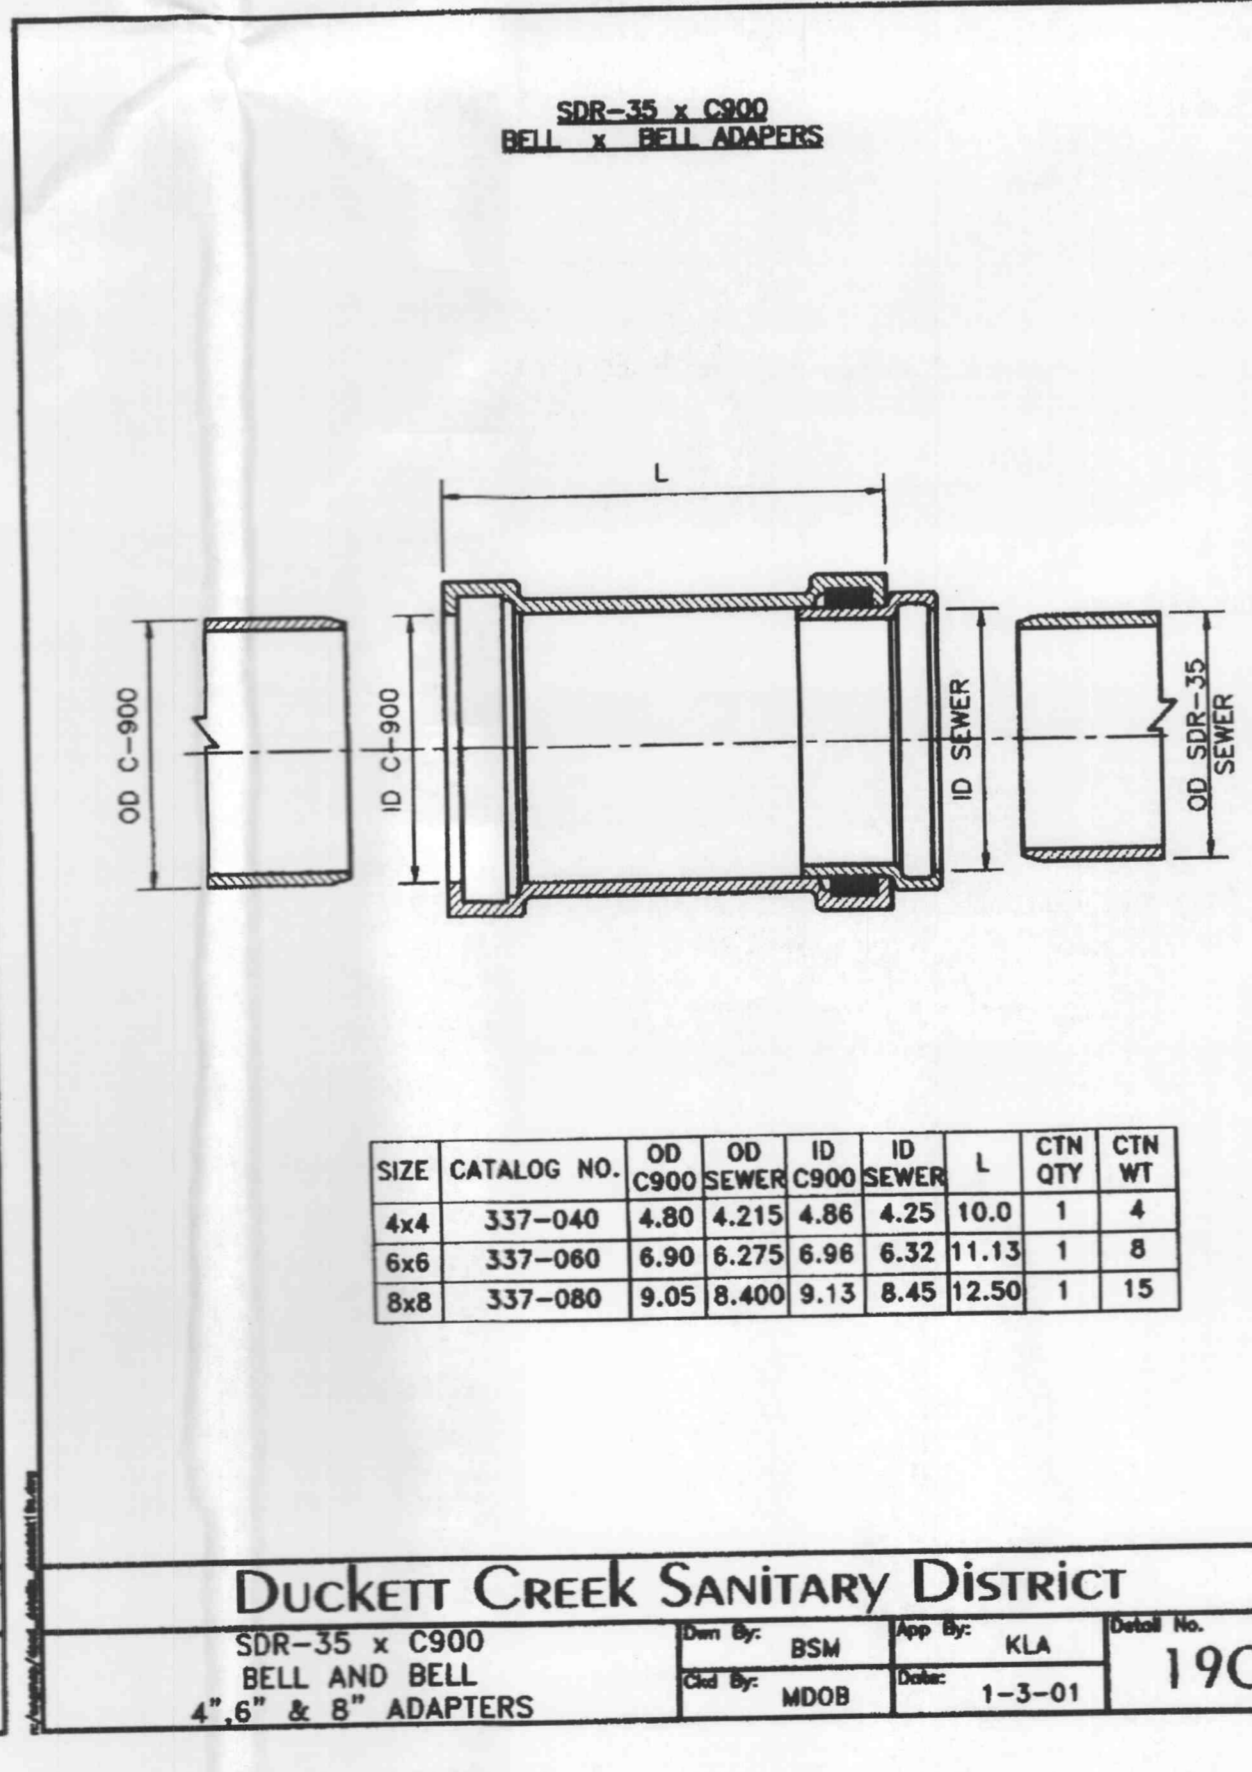 SDR-35 x C900
BELL x BELL ADAPERS
L
OD C-900
ID C-900
ID SEWER
OD SDR-35
SEWER
SIZE CATALOG NO. OD C900 OD SEWER ID C900 ID SEWER L CTN QTY CTN WT
4x4 337-040 4.80 4.215 4.86 4.25 10.0 1 4
6x6 337-060 6.90 6.275 6.96 6.32 11.13 1 8
8x8 337-080 9.05 8.400 9.13 8.45 12.50 1 15
DUCKETT CREEK SANITARY DISTRICT
SDR-35 x C900
BELL AND BELL
4",6" & 8" ADAPTERS
Dwn By: BSM
App By: KLA
Ckd By: MDOB
Date: 1-3-01
Detail No.
19C